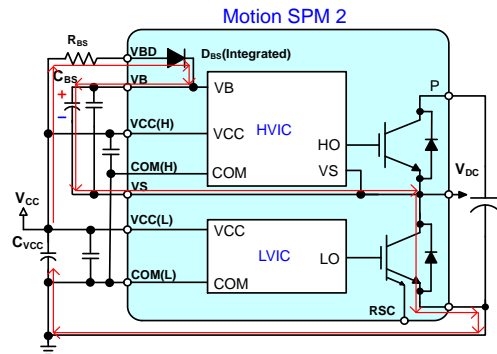 Motion SPM 2
RBS
VBD
DBS(Integrated)
CBS
VB
VB
P
+
−
VCC(H)
VCC
HVIC
HO
COM(H)
COM
VS
VDC
VS
VCC
VCC(L)
VCC
CVCC
LVIC
LO
COM(L)
COM
RSC